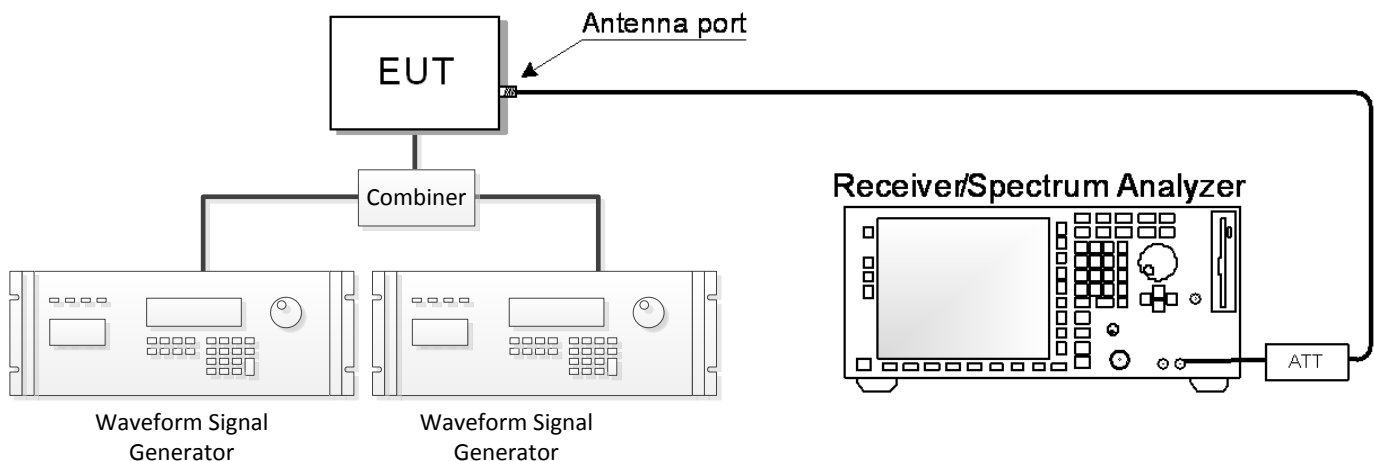 Antenna port
EUT
Combiner
Receiver/Spectrum Analyzer
ATT
Waveform Signal
Generator
Waveform Signal
Generator